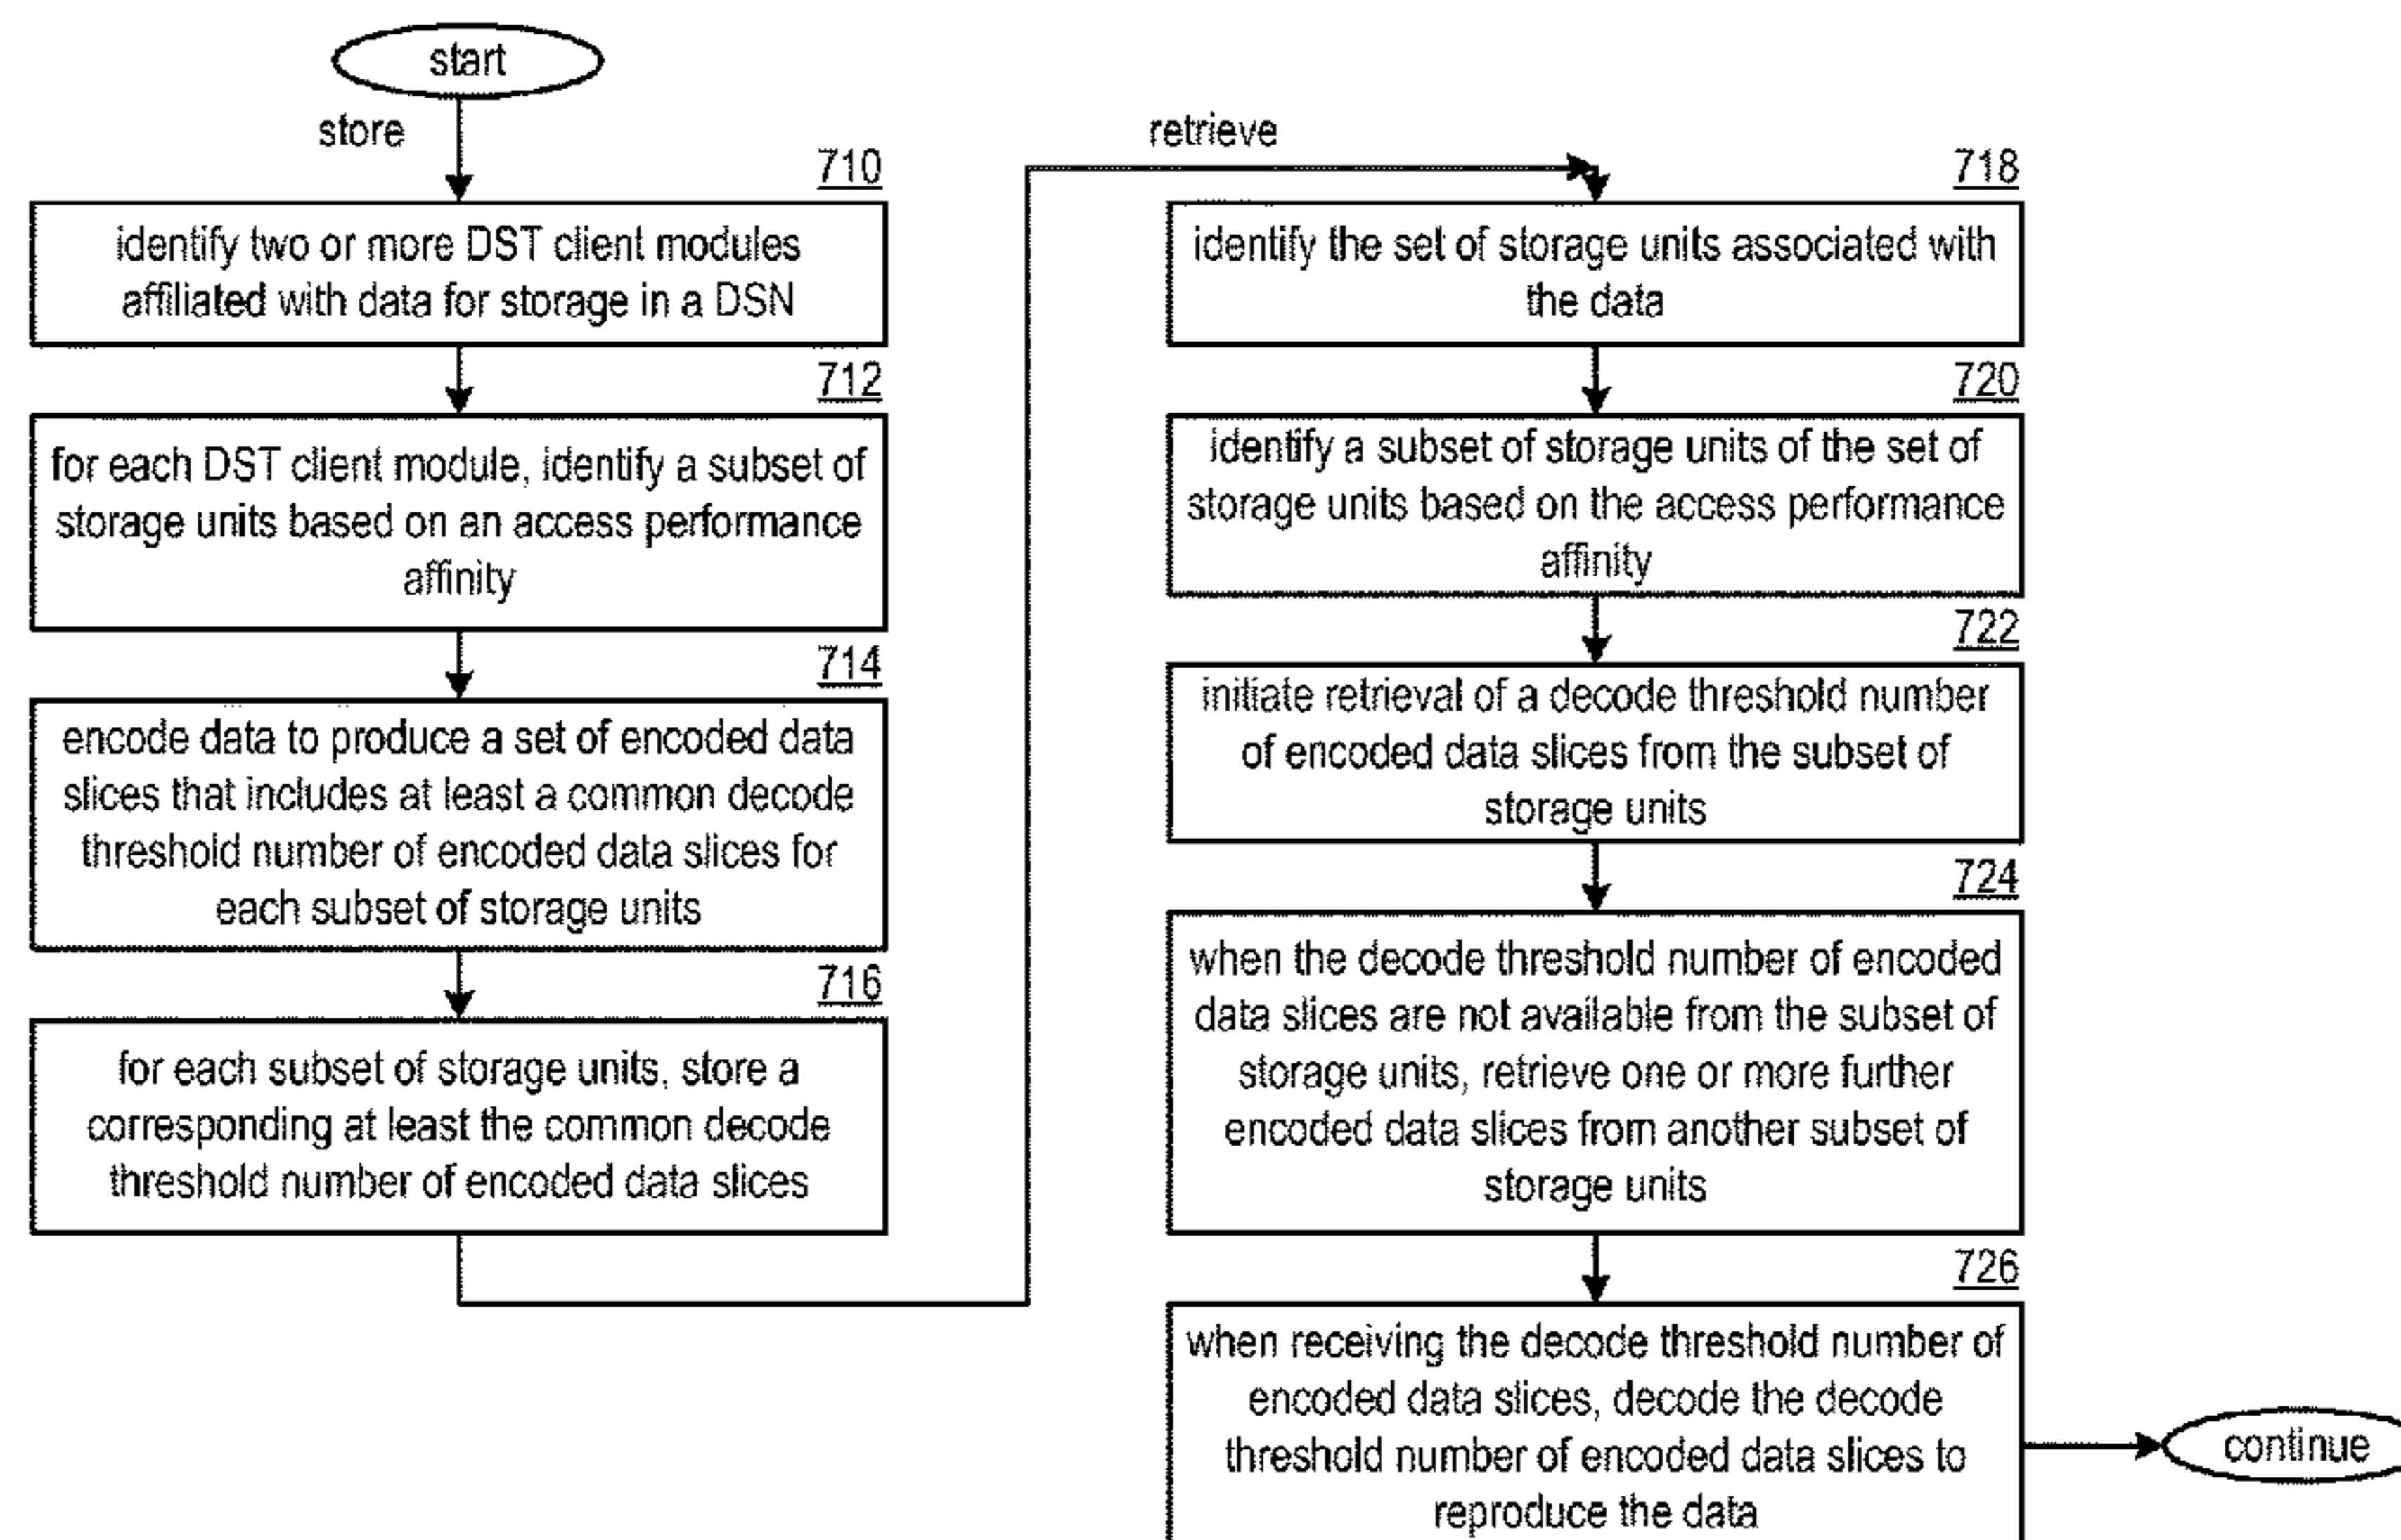 start
store
710
identify two or more DST client modules
affiliated with data for storage in a DSN
712
for each DST client module, identify a subset of
storage units based on an access performance
affinity
714
encode data to produce a set of encoded data
slices that includes at least a common decode
threshold number of encoded data slices for
each subset of storage units
716
for each subset of storage units, store a
corresponding at least the common decode
threshold number of encoded data slices
retrieve
718
identify the set of storage units associated with
the data
720
identify a subset of storage units of the set of
storage units based on the access performance
affinity
722
initiate retrieval of a decode threshold number
of encoded data slices from the subset of
storage units
724
when the decode threshold number of encoded
data slices are not available from the subset of
storage units, retrieve one or more further
encoded data slices from another subset of
storage units
726
when receiving the decode threshold number of
encoded data slices, decode the decode
threshold number of encoded data slices to
reproduce the data
continue